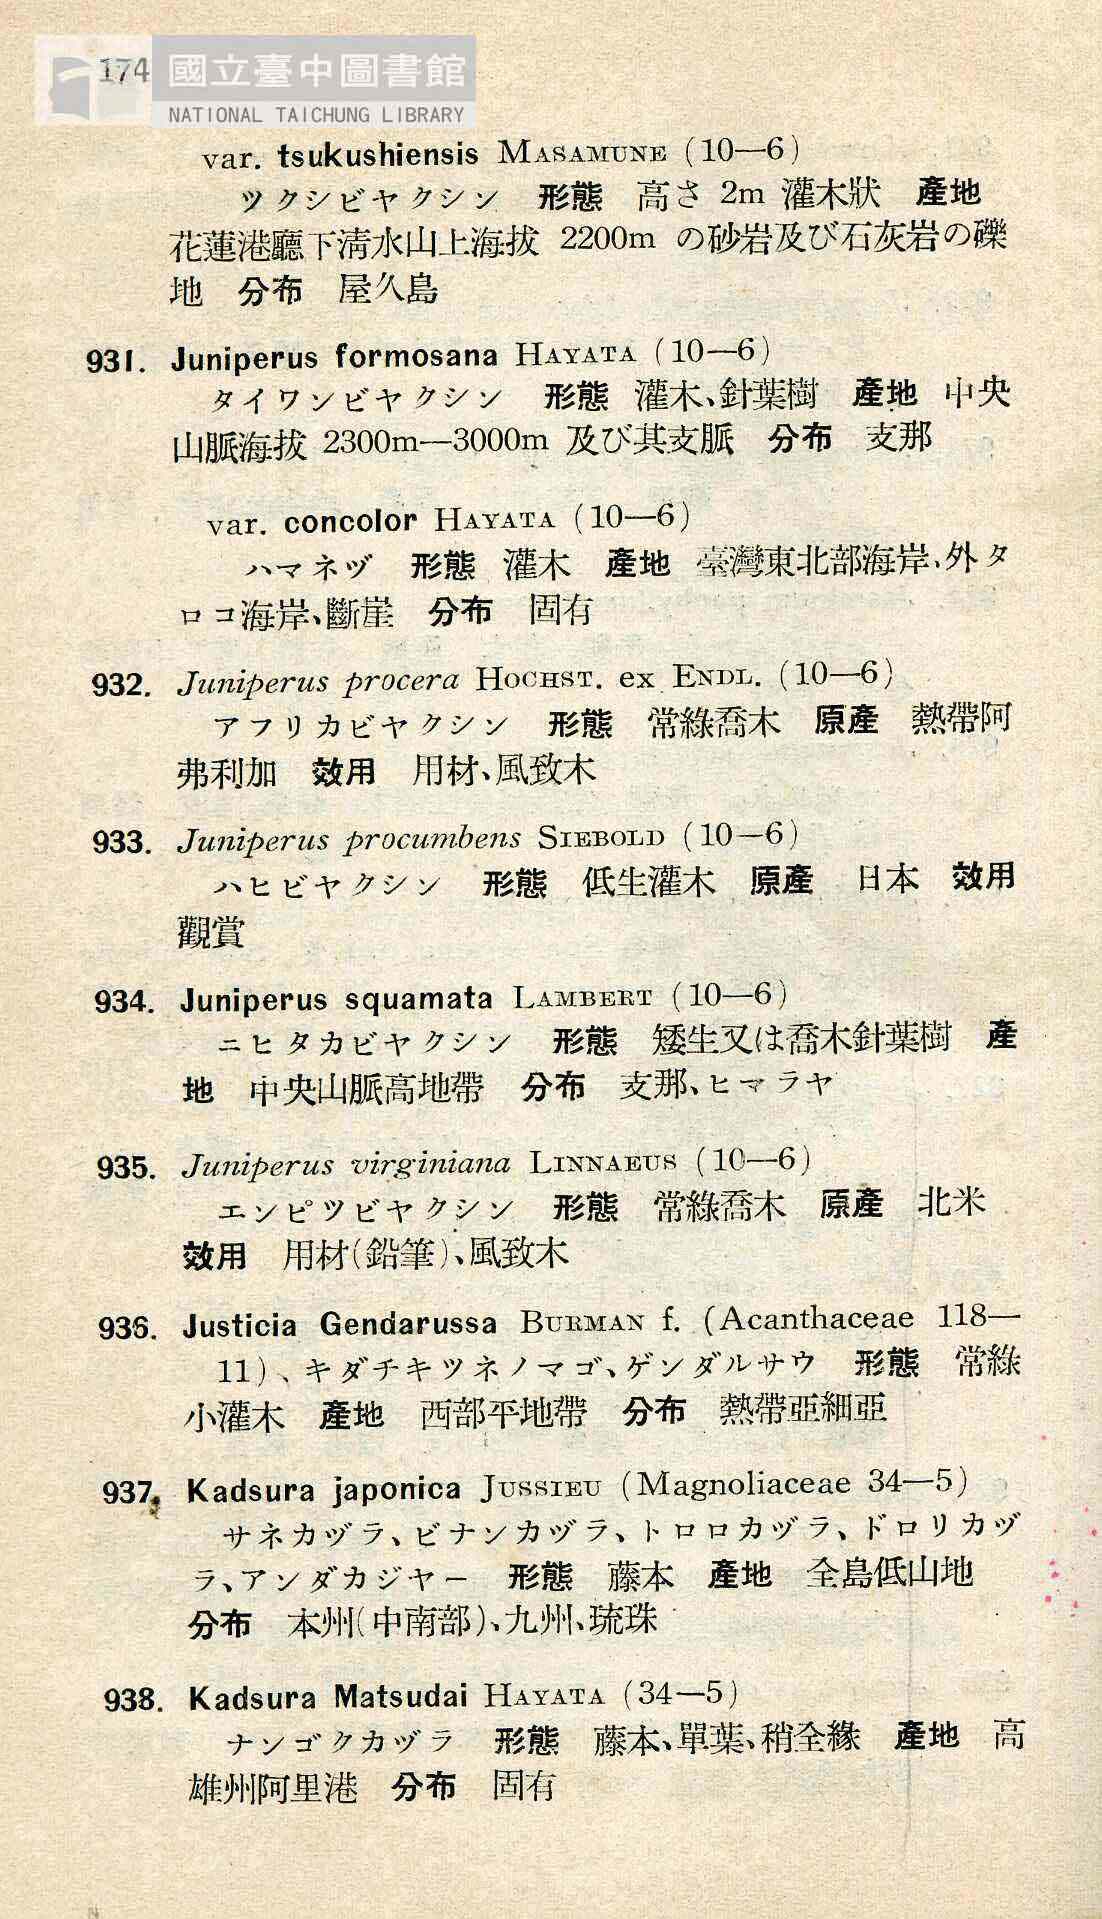 174
國立臺中圖書館
NATIONAL TAICHUNG LIBRARY
var. tsukushiensis MASAMUNE (10—6)
ツクシビヤクシン 形態 高さ 2m 灌木狀 產地
花蓮港廳下淸水山上海拔 2200m の砂岩及び石灰岩の礫
地 分布 屋久島
931. Juniperus formosana HAYATA (10—6)
タイワンビヤクシン 形態 灌木、針葉樹 產地 中央
山脈海拔 2300m—3000m 及び其支脈 分布 支那
var. concolor HAYATA (10—6)
ハマネヅ 形態 灌木 產地 臺灣東北部海岸、外タ
ロコ海岸、斷崖 分布 固有
932. Juniperus procera HOCHST. ex ENDL. (10—6)
アフリカビヤクシン 形態 常綠喬木 原產 熱帶阿
弗利加 效用 用材、風致木
933. Juniperus procumbens SIEBOLD (10—6)
ハヒビヤクシン 形態 低生灌木 原產 日本 效用
觀賞
934. Juniperus squamata LAMBERT (10—6)
ニヒタカビヤクシン 形態 矮生又は喬木針葉樹 產
地 中央山脈高地帶 分布 支那、ヒマラヤ
935. Juniperus virginiana LINNAEUS (10—6)
エンピツビヤクシン 形態 常綠喬木 原產 北米
效用 用材(鉛筆)、風致木
936. Justicia Gendarussa BURMAN f. (Acanthaceae 118—
11)、キダチキツネノマゴ、ゲンダルサウ 形態 常綠
小灌木 產地 西部平地帶 分布 熱帶亞細亞
937. Kadsura japonica JUSSIEU (Magnoliaceae 34—5)
サネカヅラ、ビナンカヅラ、トロロカヅラ、ドロリカヅ
ラ、アンダカジヤー 形態 藤本 產地 全島低山地
分布 本州(中南部)、九州、琉球
938. Kadsura Matsudai HAYATA (34—5)
ナンゴクカヅラ 形態 藤本、單葉、稍全緣 產地 高
雄州阿里港 分布 固有